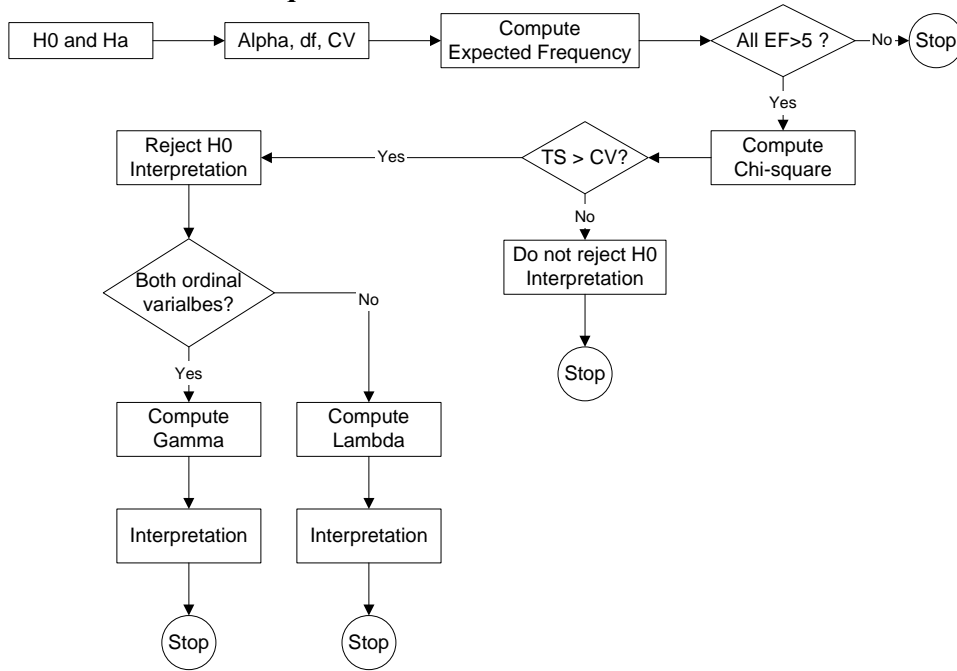 H0 and Ha
Alpha, df, CV
Compute
Expected Frequency
All EF>5 ?
No
Stop
Yes
Compute
Chi-square
TS > CV?
Yes
Reject H0
Interpretation
No
Do not reject H0
Interpretation
Stop
Both ordinal
varialbes?
No
Yes
Compute
Gamma
Compute
Lambda
Interpretation
Interpretation
Stop
Stop